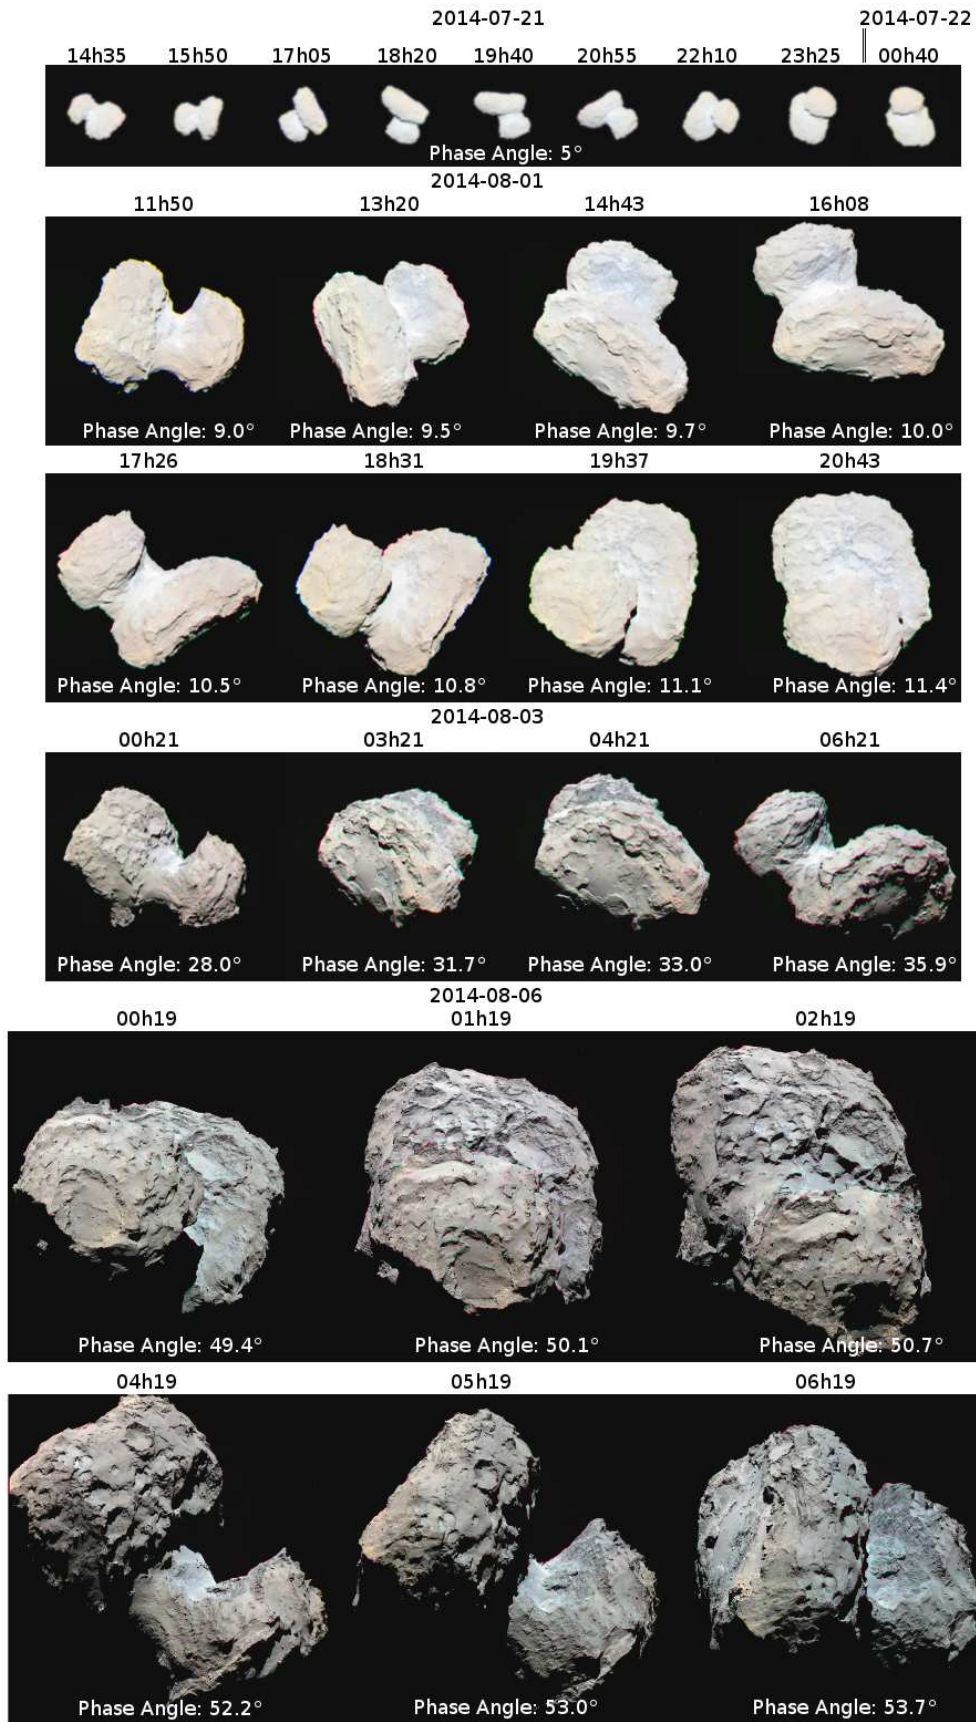 2014-07-21 2014-07-22
14h35 15h50 17h05 18h20 19h40 20h55 22h10 23h25 00h40
Phase Angle: 5°
2014-08-01
11h50 13h20 14h43 16h08
Phase Angle: 9.0° Phase Angle: 9.5° Phase Angle: 9.7° Phase Angle: 10.0°
17h26 18h31 19h37 20h43
Phase Angle: 10.5° Phase Angle: 10.8° Phase Angle: 11.1° Phase Angle: 11.4°
2014-08-03
00h21 03h21 04h21 06h21
Phase Angle: 28.0° Phase Angle: 31.7° Phase Angle: 33.0° Phase Angle: 35.9°
2014-08-06
00h19 01h19 02h19
Phase Angle: 49.4° Phase Angle: 50.1° Phase Angle: 50.7°
04h19 05h19 06h19
Phase Angle: 52.2° Phase Angle: 53.0° Phase Angle: 53.7°